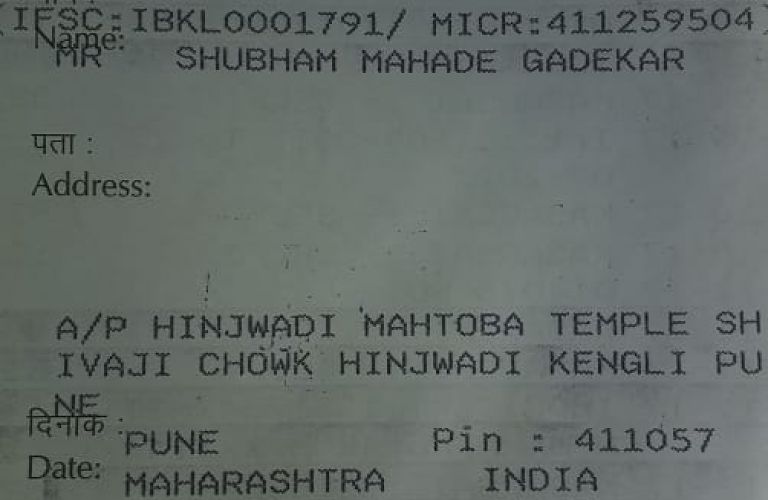 (IFSC:IBKL0001791/ MICR:411259504)
Name:
MR SHUBHAM MAHADE GADEKAR
पता :
Address:
A/P HINJWADI MAHTOBA TEMPLE SH
IVAJI CHOWK HINJWADI KENGLI PU
NE
दिनांक :
PUNE Pin : 411057
Date: MAHARASHTRA INDIA